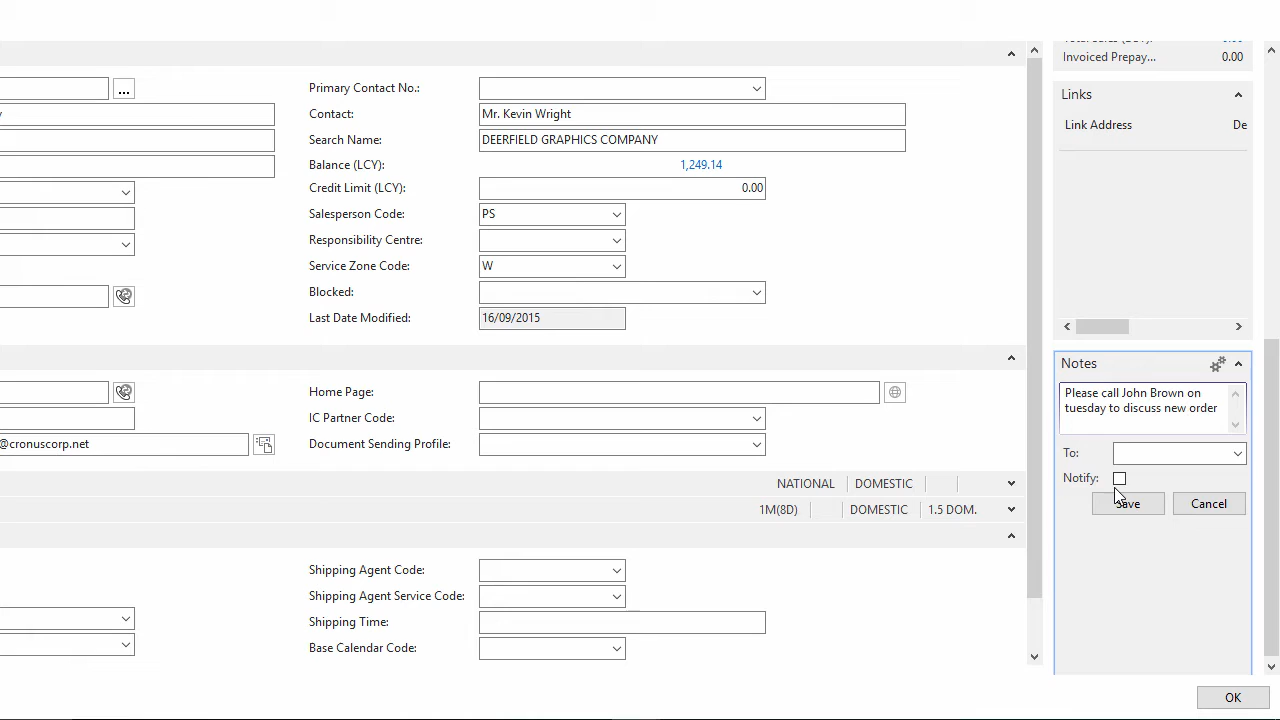 Invoiced Prepay... 0.00
...
Primary Contact No.:
Contact: Mr. Kevin Wright
Search Name: DEERFIELD GRAPHICS COMPANY
Balance (LCY): 1,249.14
Credit Limit (LCY): 0.00
Salesperson Code: PS
Responsibility Centre:
Service Zone Code: W
Blocked:
Last Date Modified: 16/09/2015
Home Page:
IC Partner Code:
@cronuscorp.net
Document Sending Profile:
NATIONAL DOMESTIC
1M(8D) DOMESTIC 1.5 DOM.
Shipping Agent Code:
Shipping Agent Service Code:
Shipping Time:
Base Calendar Code:
Links
Link Address De
Notes
Please call John Brown on
tuesday to discuss new order
To:
Notify:
Save Cancel
OK